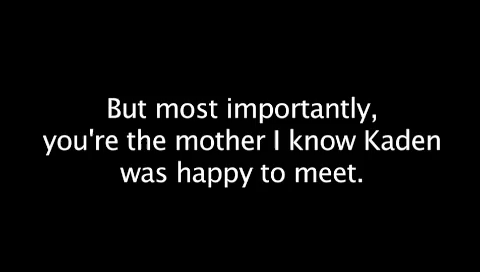 But most importantly,
you're the mother I know Kaden
was happy to meet.